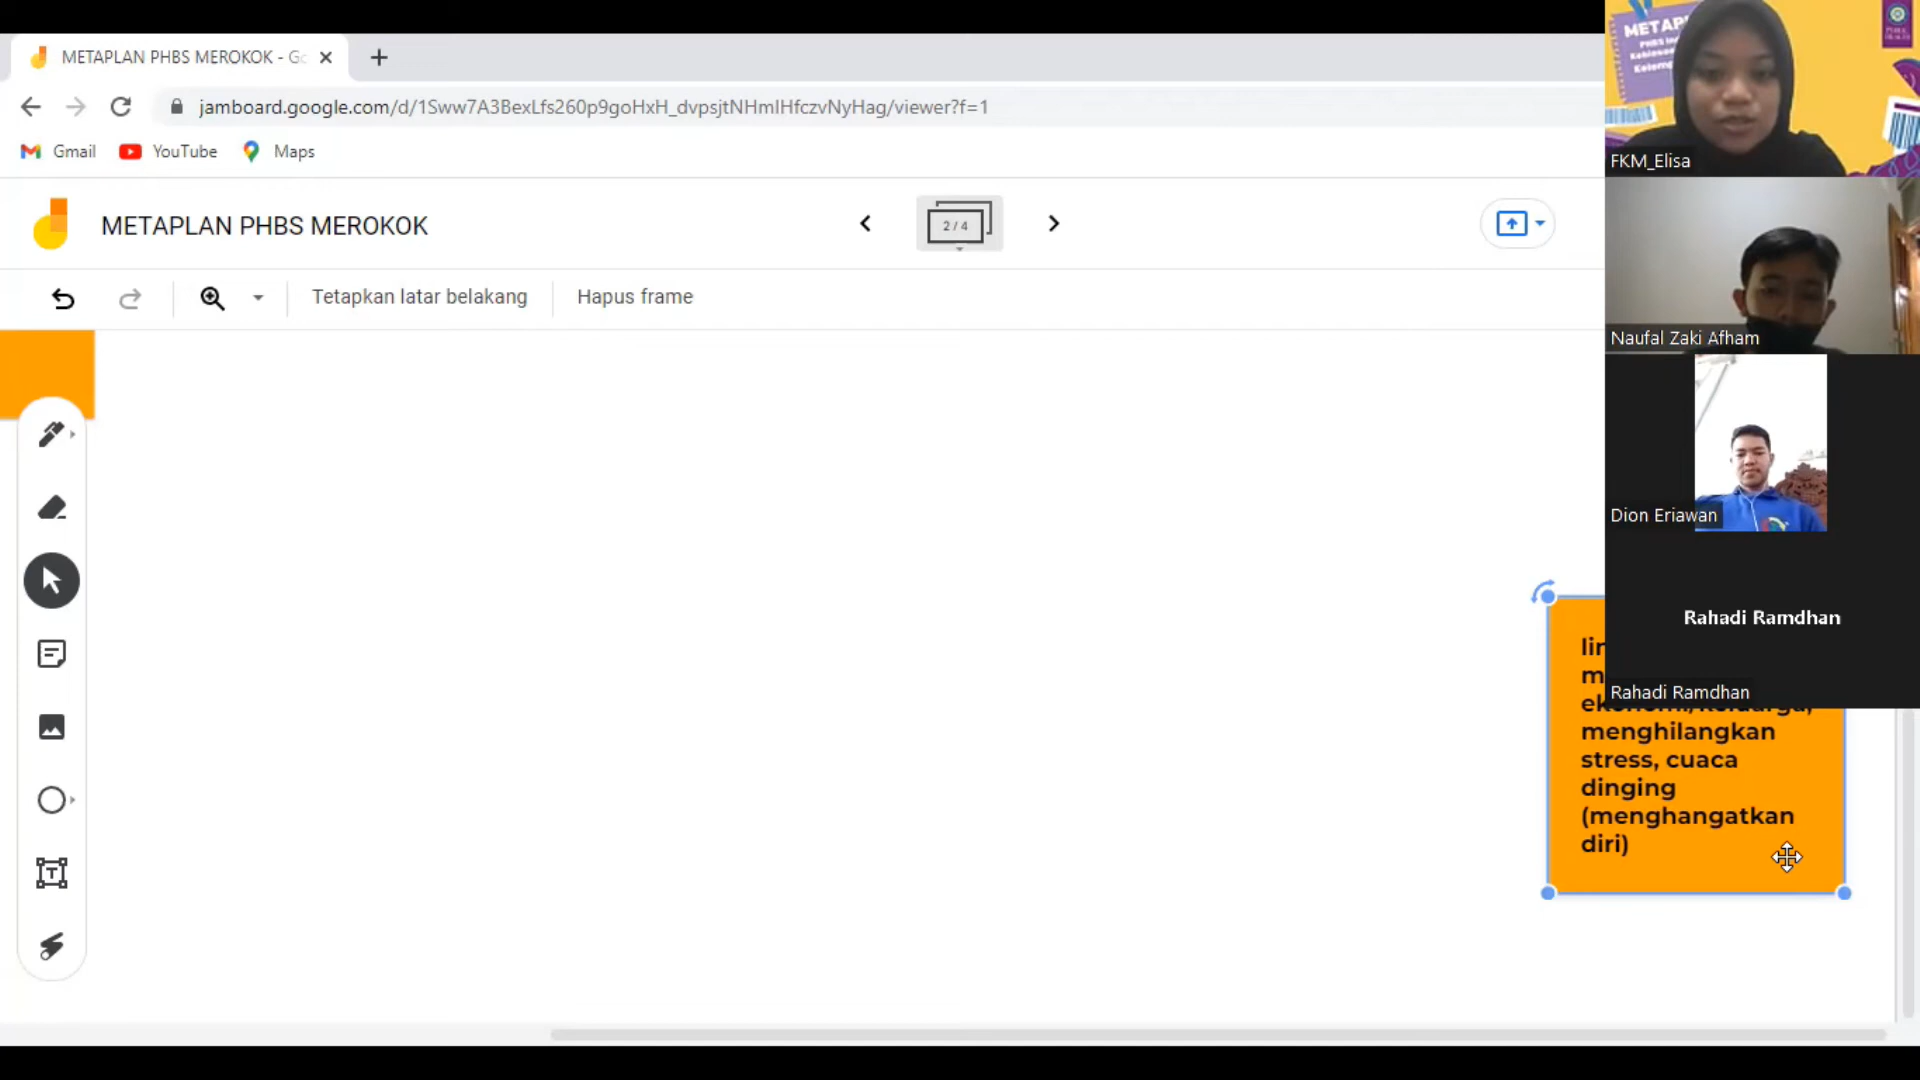 METAPLAN PHBS MEROKOK - Go
jamboard.google.com/d/1Sww7A3BexLfs260p9goHxH_dvpsjtNHmIHfczvNyHag/viewer?f=1
Gmail YouTube Maps
METAPLAN PHBS MEROKOK
2 / 4
Tetapkan latar belakang Hapus frame
FKM_Elisa
Naufal Zaki Afham
Dion Eriawan
Rahadi Ramdhan
Rahadi Ramdhan
menghilangkan
stress, cuaca
dinging
(menghangatkan
diri)